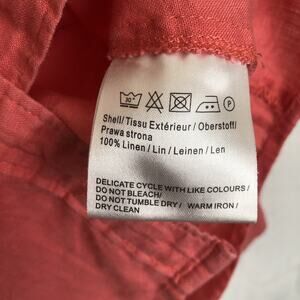 30°
P
Shell/Tissu Extérieur/Oberstoff/
Prawa strona
100% Linen/Lin/Leinen/Len
DELICATE CYCLE WITH LIKE COLOURS/
DO NOT BLEACH/
DO NOT TUMBLE DRY/ WARM IRON/
DRY CLEAN